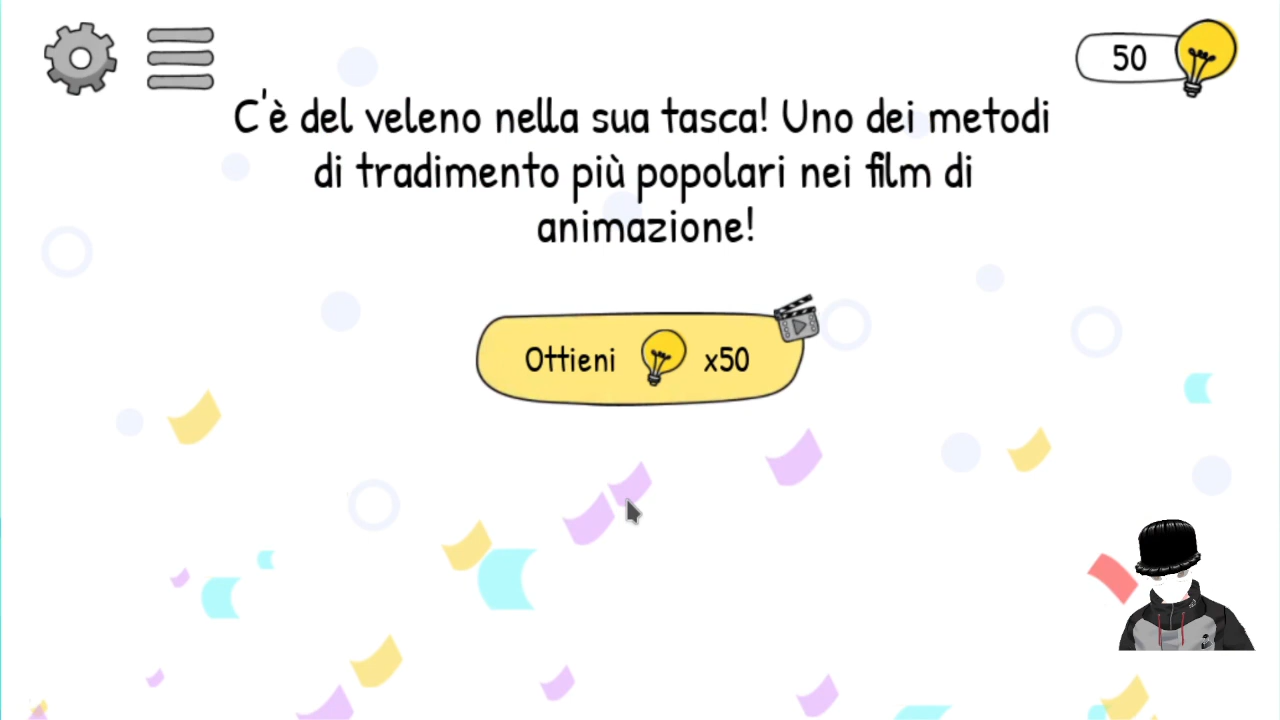 50
C'è del veleno nella sua tasca! Uno dei metodi
di tradimento più popolari nei film di
animazione!
Ottieni x50